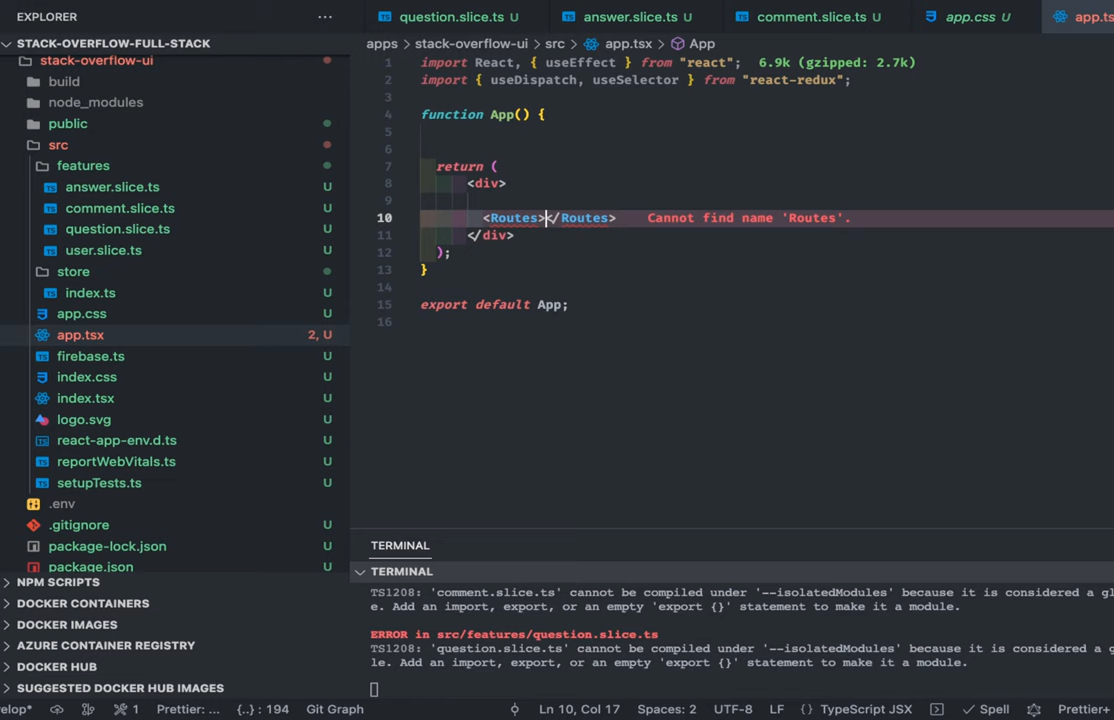 EXPLORER
STACK-OVERFLOW-FULL-STACK
stack-overflow-ui
build
node_modules
public
src
features
answer.slice.ts U
comment.slice.ts U
question.slice.ts U
user.slice.ts U
store
index.ts U
app.css U
app.tsx 2, U
firebase.ts U
index.css U
index.tsx U
logo.svg U
react-app-env.d.ts U
reportWebVitals.ts U
setupTests.ts U
.env
.gitignore U
package-lock.json U
package.json U
NPM SCRIPTS
DOCKER CONTAINERS
DOCKER IMAGES
AZURE CONTAINER REGISTRY
DOCKER HUB
SUGGESTED DOCKER HUB IMAGES
question.slice.ts U
answer.slice.ts U
comment.slice.ts U
app.css U
app.ts
apps > stack-overflow-ui > src > app.tsx > App
1 import React, { useEffect } from "react"; 6.9k (gzipped: 2.7k)
2 import { useDispatch, useSelector } from "react-redux";
3
4 function App() {
5
6
7 return (
8 <div>
9
10 <Routes></Routes> Cannot find name 'Routes'.
11 </div>
12 );
13 }
14
15 export default App;
16
TERMINAL
TERMINAL
TS1208: 'comment.slice.ts' cannot be compiled under '--isolatedModules' because it is considered a gl
e. Add an import, export, or an empty 'export {}' statement to make it a module.
ERROR in src/features/question.slice.ts
TS1208: 'question.slice.ts' cannot be compiled under '--isolatedModules' because it is considered a g
le. Add an import, export, or an empty 'export {}' statement to make it a module.
velop* 1 Prettier: ... {..} : 194 Git Graph Ln 10, Col 17 Spaces: 2 UTF-8 LF {} TypeScript JSX Spell Prettier+